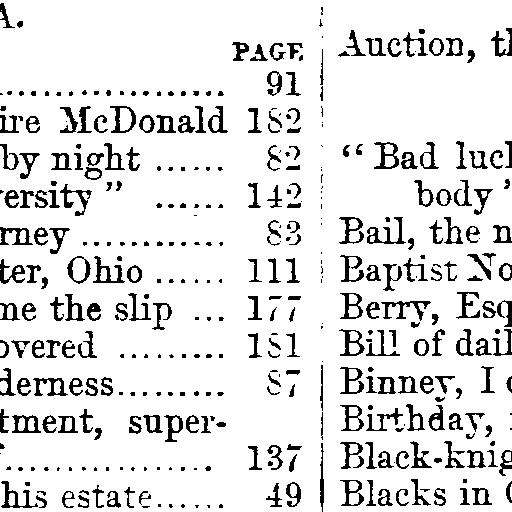 A.
PAGE
.................. 91
ire McDonald 182
by night ...... 82
ersity" ...... 142
rney ............ 83
ter, Ohio ...... 111
me the slip ... 177
overed ......... 181
derness......... 87
tment, super-
.................. 137
his estate...... 49
Auction, th
"Bad luck
body"
Bail, the n
Baptist No
Berry, Esq
Bill of dail
Binney, I
Birthday,
Black-knig
Blacks in